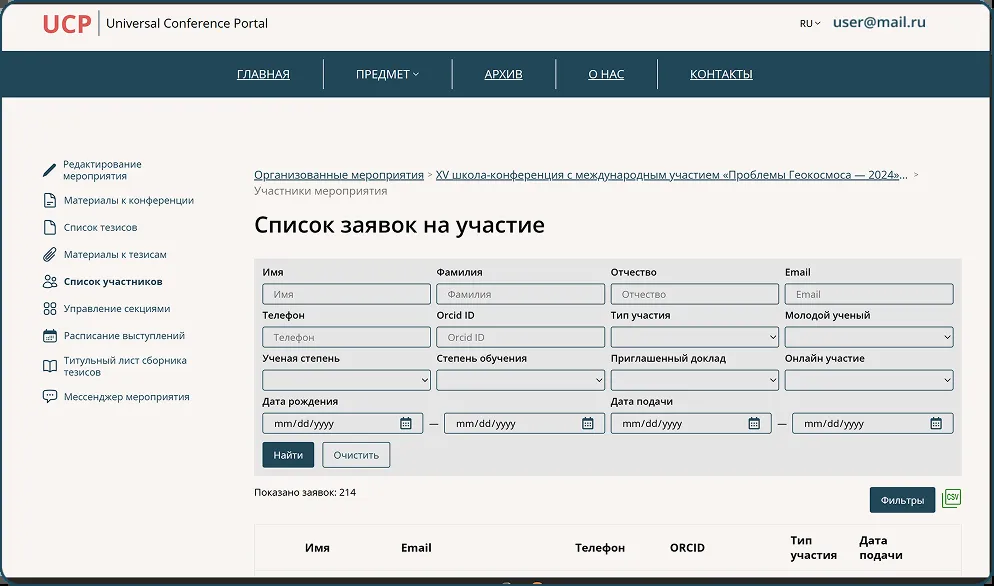 UCP Universal Conference Portal
RU user@mail.ru
ГЛАВНАЯ ПРЕДМЕТ АРХИВ О НАС КОНТАКТЫ
Редактирование
мероприятия
Материалы к конференции
Список тезисов
Материалы к тезисам
Список участников
Управление секциями
Расписание выступлений
Титульный лист сборника
тезисов
Мессенджер мероприятия
Организованные мероприятия > XV школа-конференция с международным участием «Проблемы Геокосмоса — 2024»... >
Участники мероприятия
Список заявок на участие
Имя Фамилия Отчество Email
Имя Фамилия Отчество Email
Телефон Orcid ID Тип участия Молодой ученый
Телефон Orcid ID
Ученая степень Степень обучения Приглашенный доклад Онлайн участие
Дата рождения Дата подачи
mm/dd/yyyy — mm/dd/yyyy mm/dd/yyyy — mm/dd/yyyy
Найти Очистить
Показано заявок: 214
Фильтры CSV
Имя Email Телефон ORCID Тип участия Дата подачи